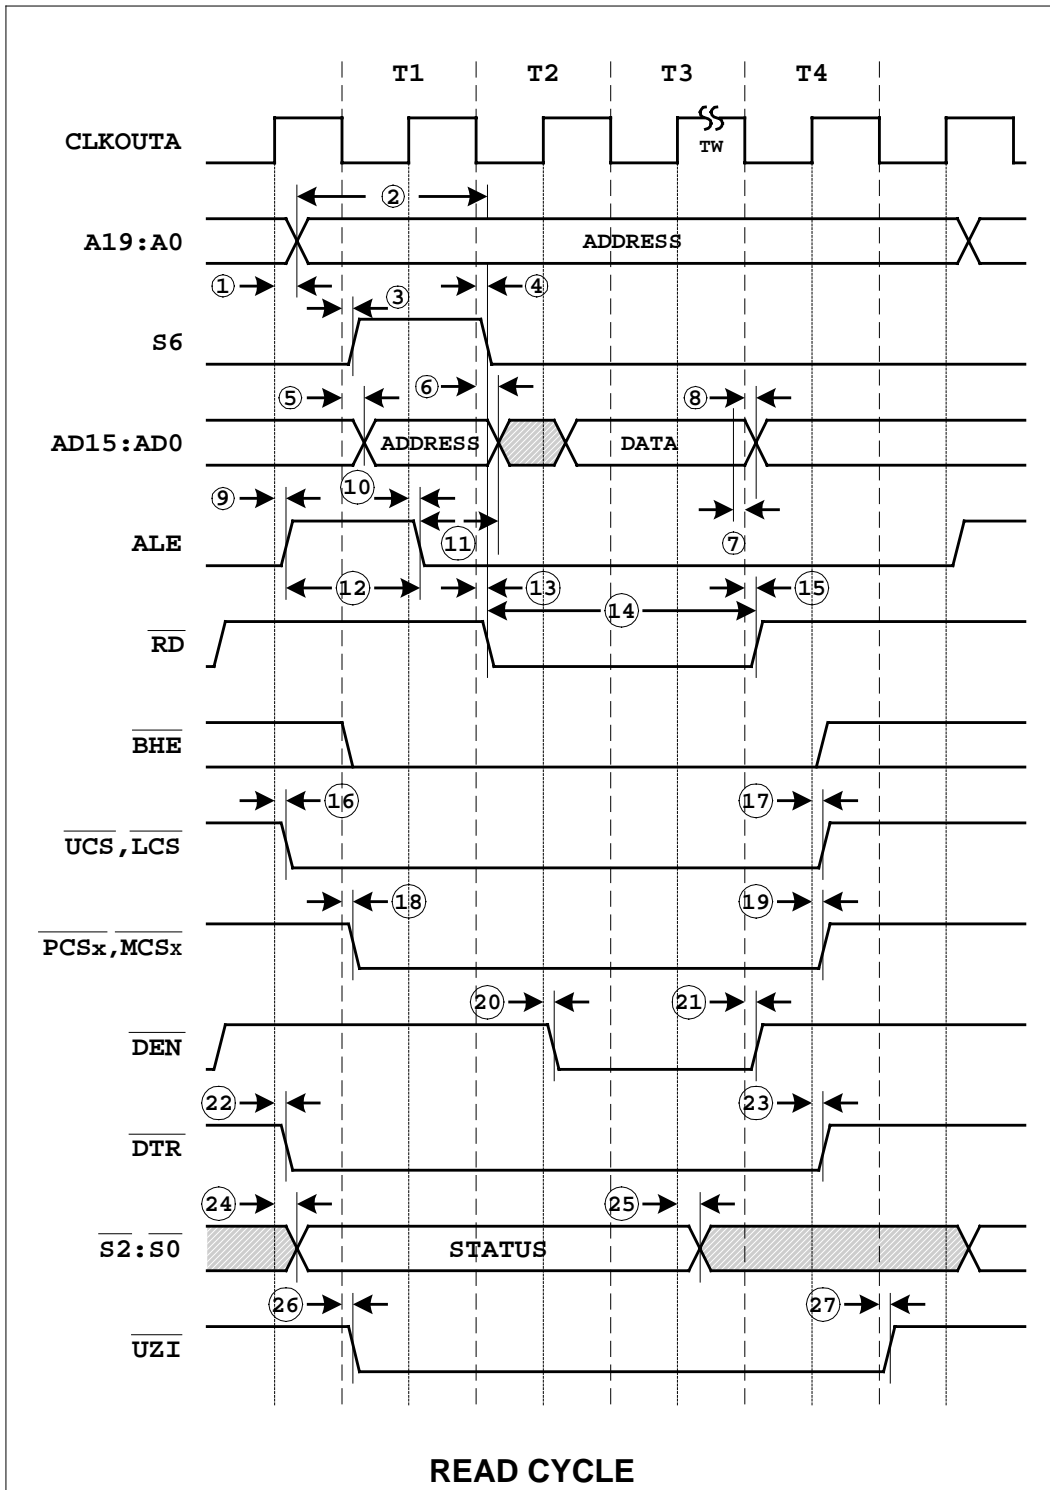 T1 T2 T3 T4
CLKOUTA
TW
2
A19:A0
ADDRESS
1
3
4
S6
5
6
8
AD15:AD0
ADDRESS
DATA
9
10
ALE
11
7
12
13
14
15
RD
BHE
16
17
UCS,LCS
18
19
PCSx,MCSx
20
21
DEN
22
23
DTR
24
25
S2:S0
STATUS
26
27
UZI
READ CYCLE